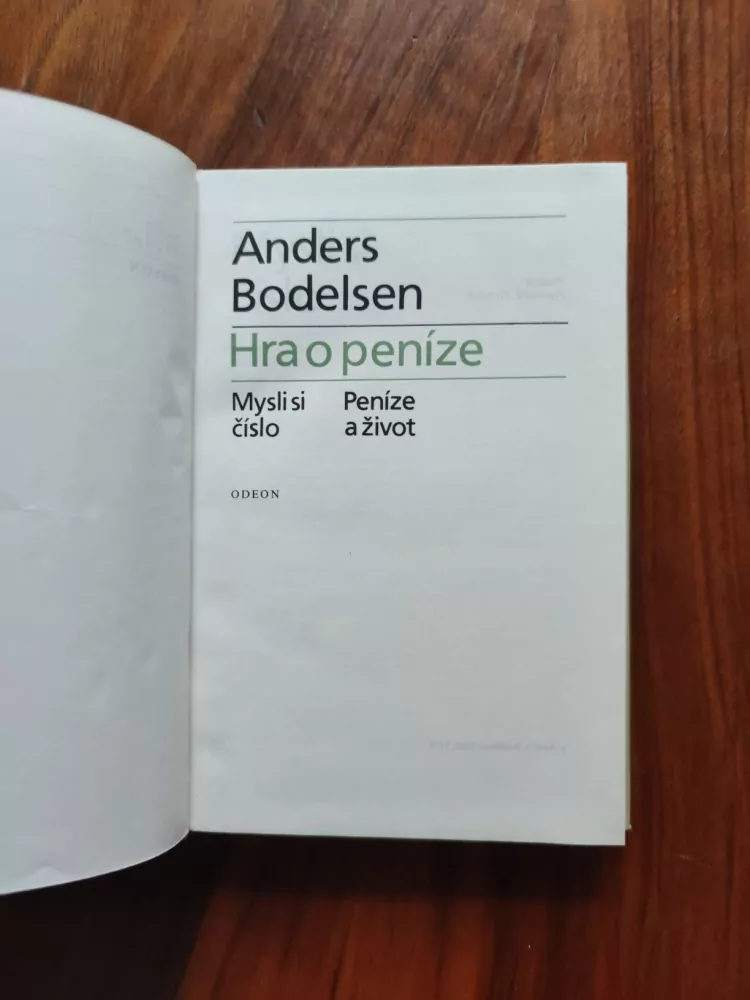 Anders
Bodelsen
Hra o peníze
Mysli si
číslo
Peníze
a život
ODEON